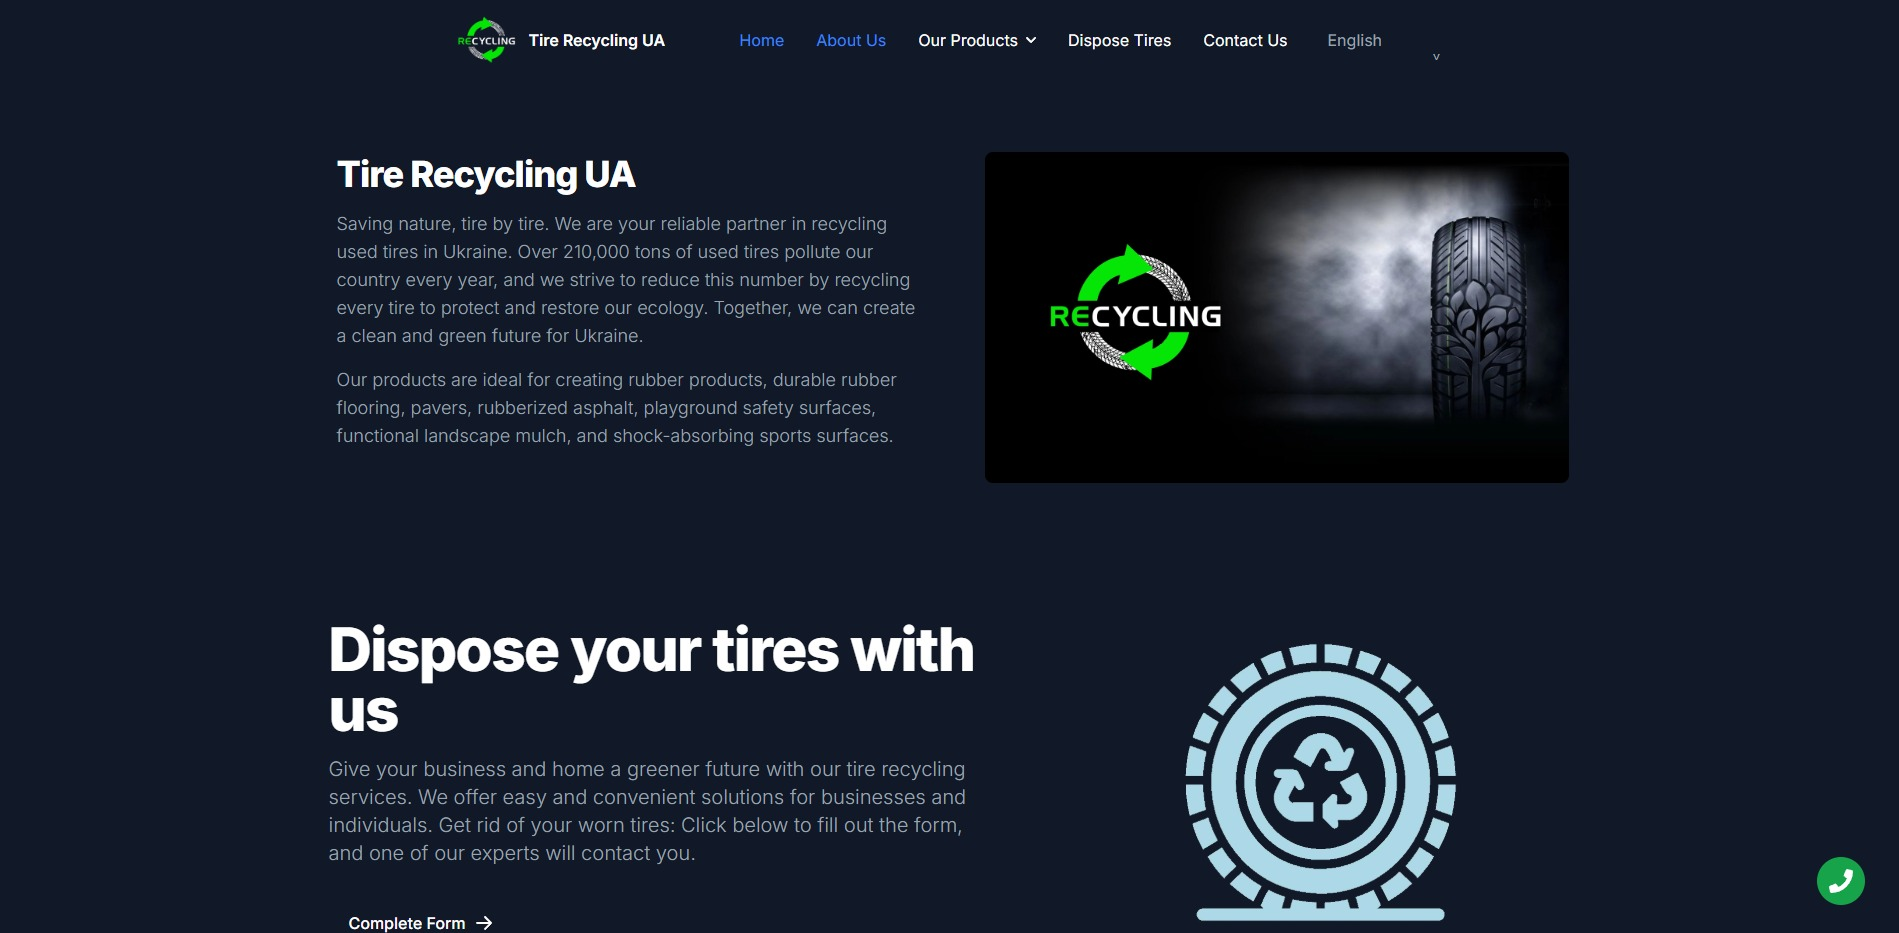 RECYCLING
Tire Recycling UA
Home
About Us
Our Products
Dispose Tires
Contact Us
English
v
Tire Recycling UA
Saving nature, tire by tire. We are your reliable partner in recycling
used tires in Ukraine. Over 210,000 tons of used tires pollute our
country every year, and we strive to reduce this number by recycling
every tire to protect and restore our ecology. Together, we can create
a clean and green future for Ukraine.
Our products are ideal for creating rubber products, durable rubber
flooring, pavers, rubberized asphalt, playground safety surfaces,
functional landscape mulch, and shock-absorbing sports surfaces.
RECYCLING
Dispose your tires with
us
Give your business and home a greener future with our tire recycling
services. We offer easy and convenient solutions for businesses and
individuals. Get rid of your worn tires: Click below to fill out the form,
and one of our experts will contact you.
Complete Form